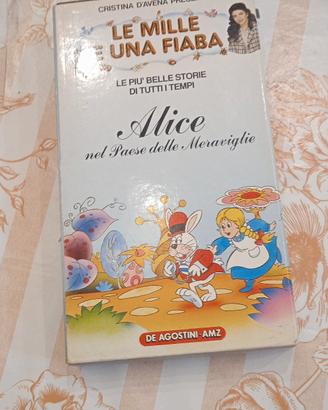 CRISTINA D'AVENA PRESE
LE MILLE
E UNA FIABA
LE PIU' BELLE STORIE
DI TUTTI I TEMPI
Alice
nel Paese delle Meraviglie
DE AGOSTINI-AMZ